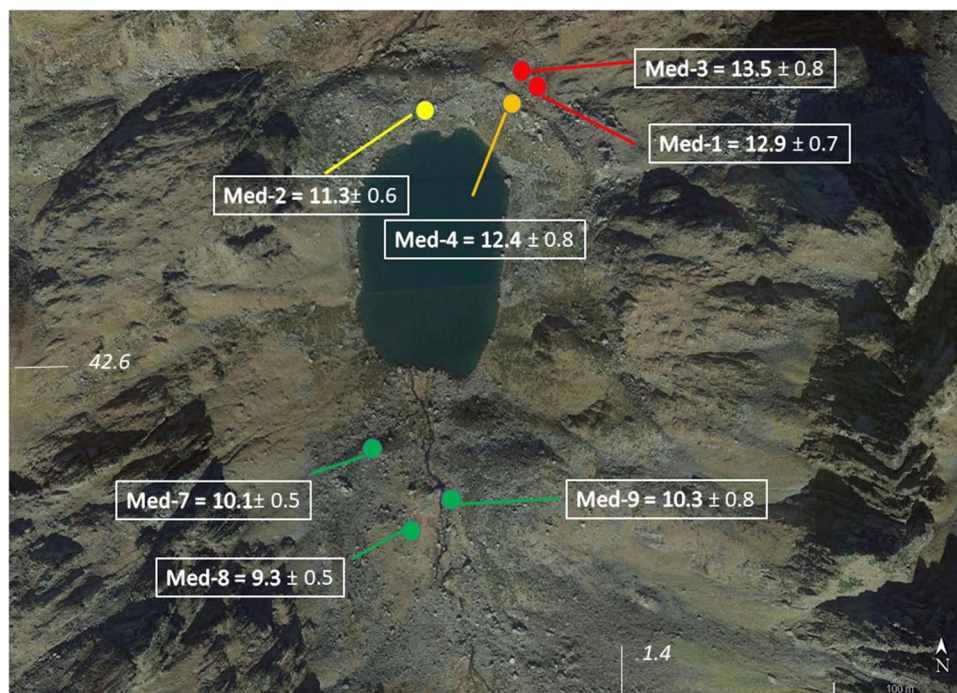 Med-3 = 13.5 ± 0.8
Med-1 = 12.9 ± 0.7
Med-2 = 11.3± 0.6
Med-4 = 12.4 ± 0.8
42.6
Med-7 = 10.1± 0.5
Med-9 = 10.3 ± 0.8
Med-8 = 9.3 ± 0.5
1.4
N
100 m